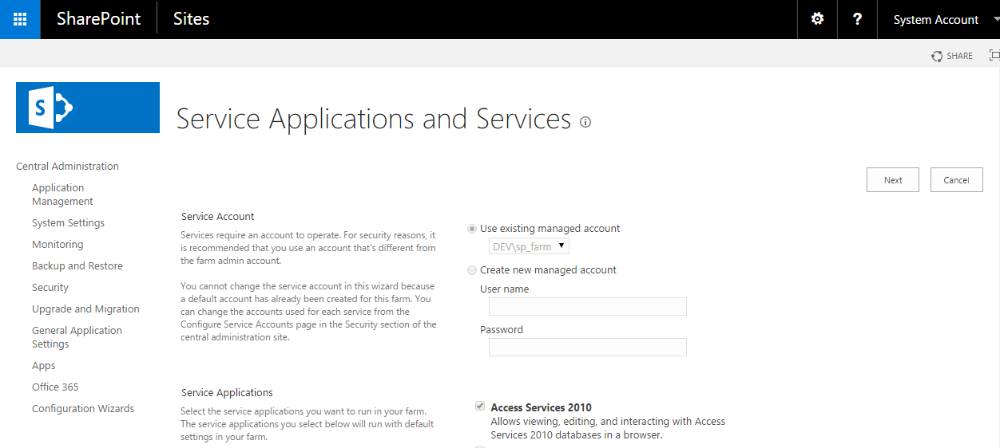 SharePoint Sites ? System Account
SHARE
S
Service Applications and Services
Central Administration
Application
Management
System Settings
Monitoring
Backup and Restore
Security
Upgrade and Migration
General Application
Settings
Apps
Office 365
Configuration Wizards
Next Cancel
Service Account
Services require an account to operate. For security reasons, it
is recommended that you use an account that's different from
the farm admin account.
You cannot change the service account in this wizard because
a default account has already been created for this farm. You
can change the accounts used for each service from the
Configure Service Accounts page in the Security section of the
central administration site.
Use existing managed account
DEV\sp_farm
Create new managed account
User name
Password
Service Applications
Select the service applications you want to run in your farm.
The service applications you select below will run with default
settings in your farm.
Access Services 2010
Allows viewing, editing, and interacting with Access
Services 2010 databases in a browser.